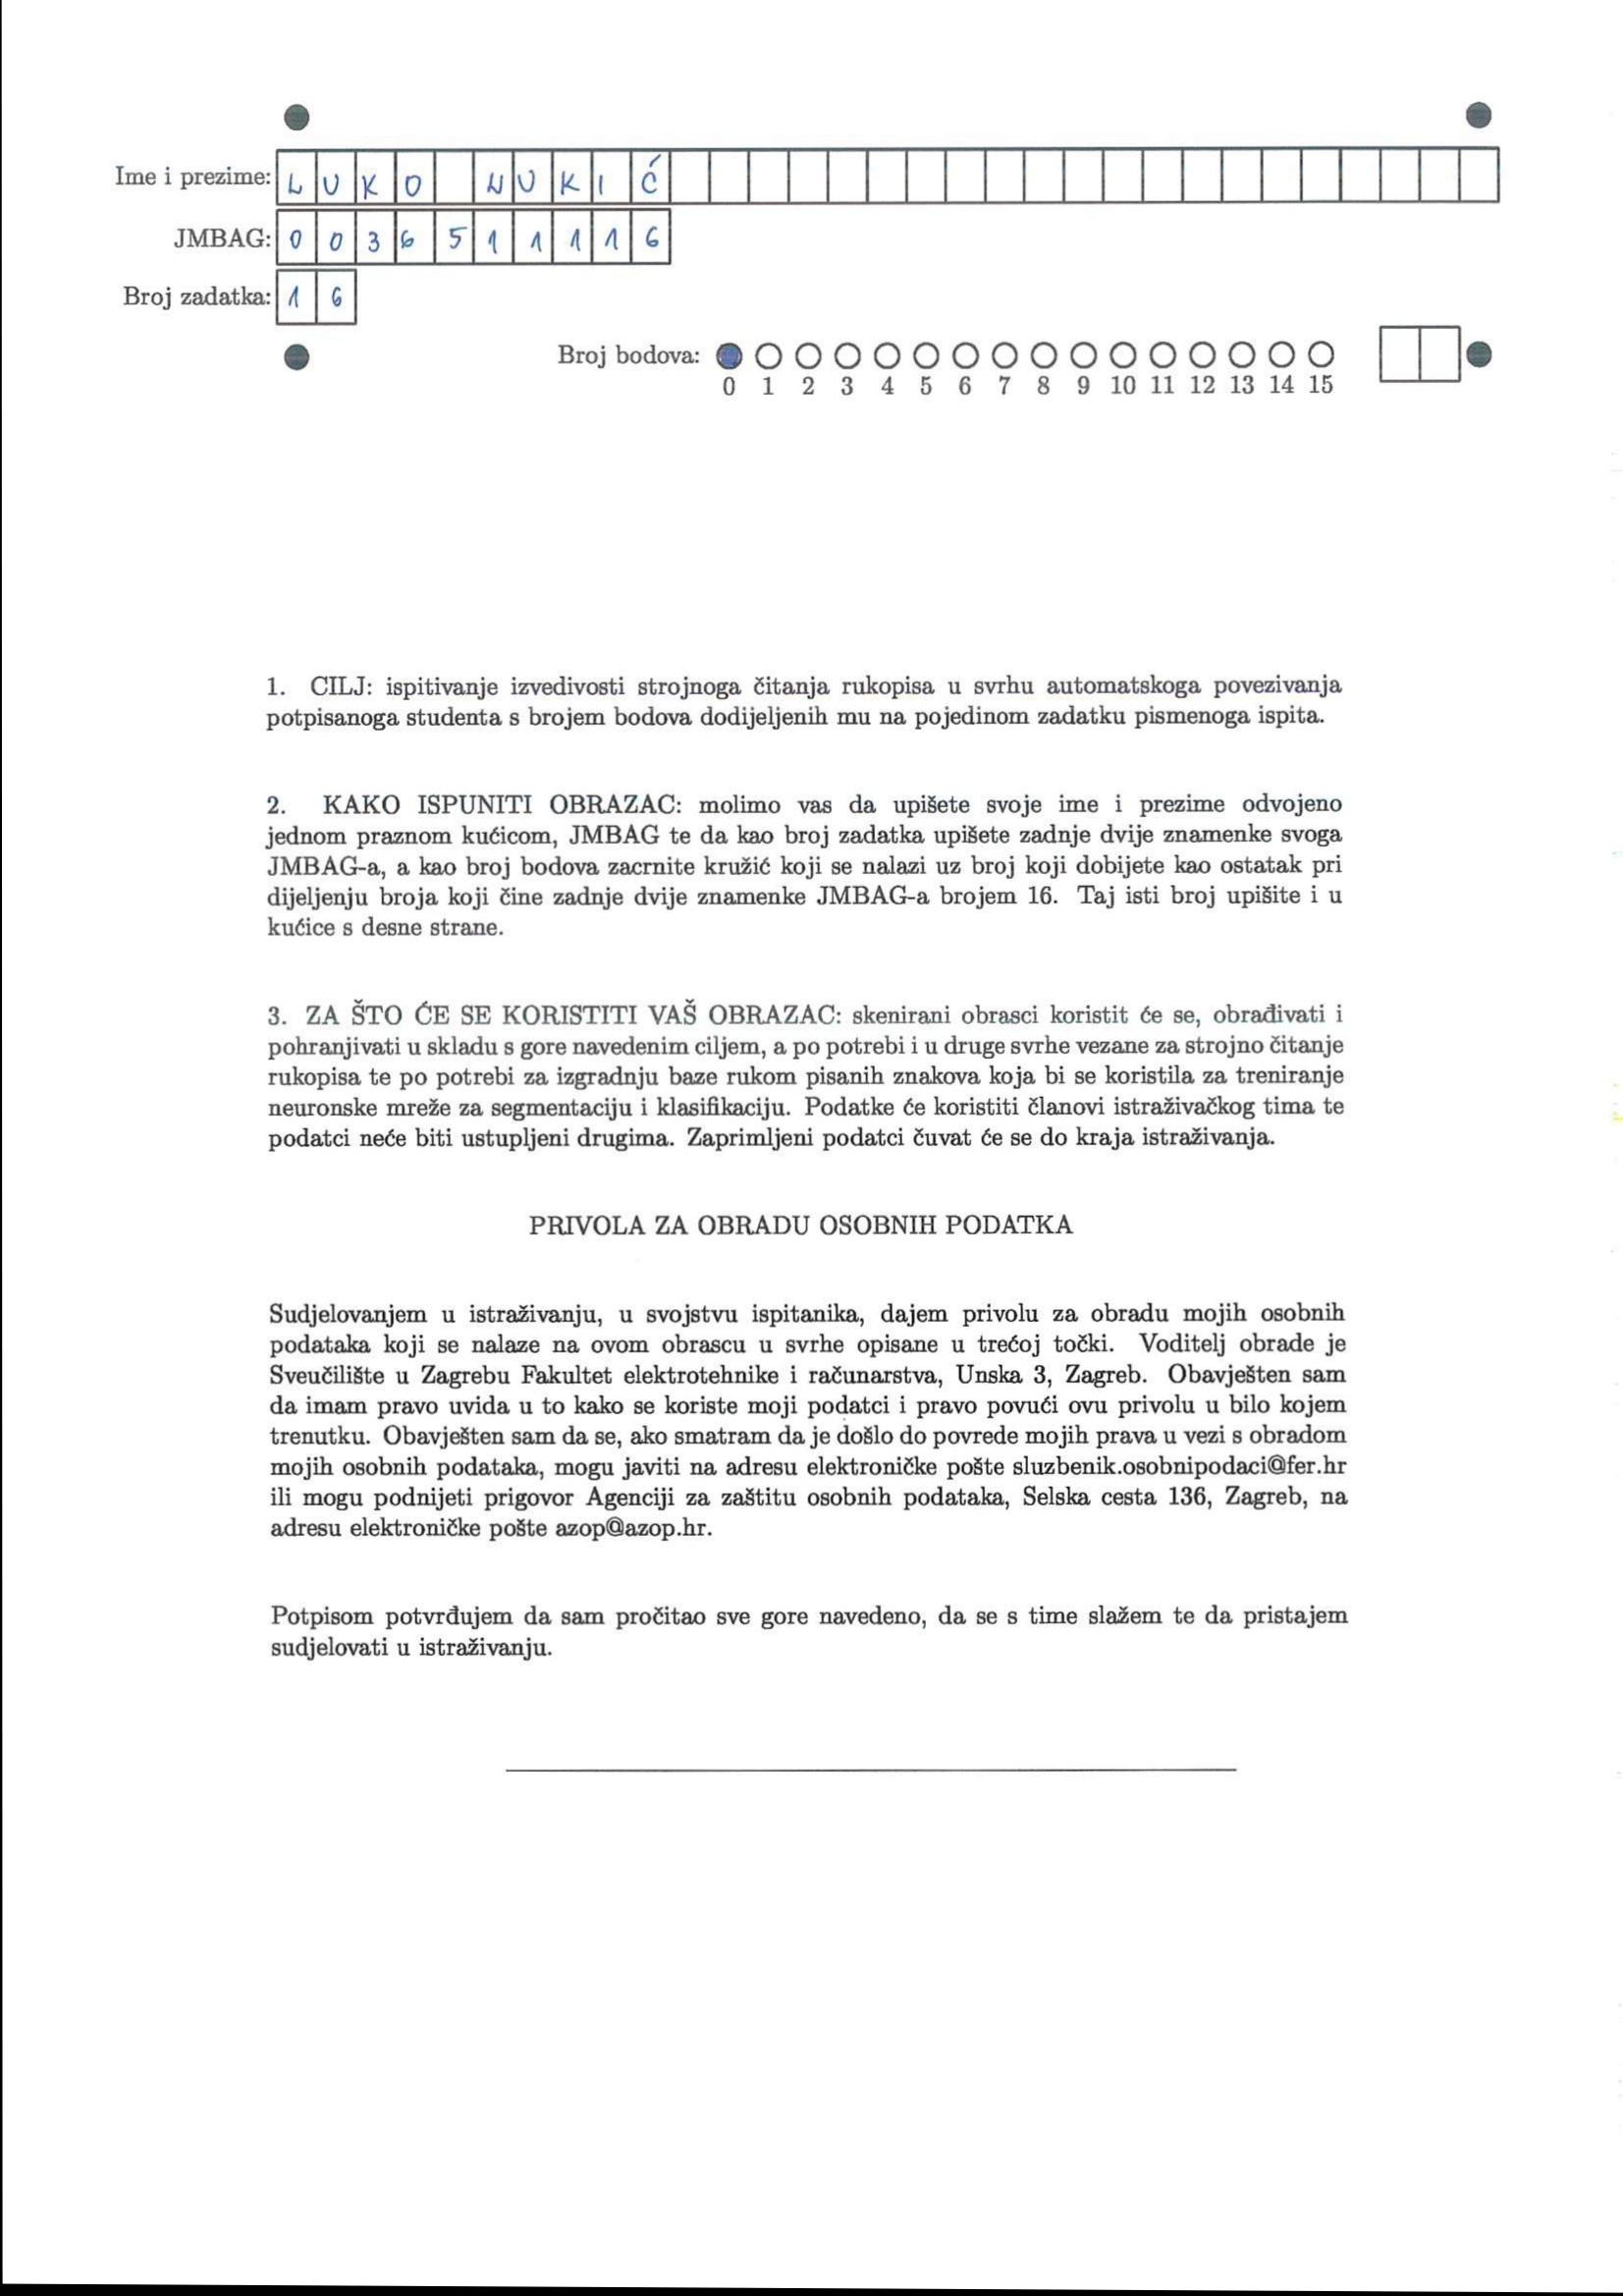 Ime i prezime: LUKO NUKIĆ
JMBAG: 0036511116
Broj zadatka: 16
Broj bodova:
0 1 2 3 4 5 6 7 8 9 10 11 12 13 14 15
1. CILJ: ispitivanje izvedivosti strojnoga čitanja rukopisa u svrhu automatskoga povezivanja
potpisanoga studenta s brojem bodova dodijeljenih mu na pojedinom zadatku pismenoga ispita.
2. KAKO ISPUNITI OBRAZAC: molimo vas da upišete svoje ime i prezime odvojeno
jednom praznom kućicom, JMBAG te da kao broj zadatka upišete zadnje dvije znamenke svoga
JMBAG-a, a kao broj bodova zacrnite kružić koji se nalazi uz broj koji dobijete kao ostatak pri
dijeljenju broja koji čine zadnje dvije znamenke JMBAG-a brojem 16. Taj isti broj upišite i u
kućice s desne strane.
3. ZA ŠTO ĆE SE KORISTITI VAŠ OBRAZAC: skenirani obrasci koristit će se, obrađivati i
pohranjivati u skladu s gore navedenim ciljem, a po potrebi i u druge svrhe vezane za strojno čitanje
rukopisa te po potrebi za izgradnju baze rukom pisanih znakova koja bi se koristila za treniranje
neuronske mreže za segmentaciju i klasifikaciju. Podatke će koristiti članovi istraživačkog tima te
podatci neće biti ustupljeni drugima. Zaprimljeni podatci čuvat će se do kraja istraživanja.
PRIVOLA ZA OBRADU OSOBNIH PODATKA
Sudjelovanjem u istraživanju, u svojstvu ispitanika, dajem privolu za obradu mojih osobnih
podataka koji se nalaze na ovom obrascu u svrhe opisane u trećoj točki. Voditelj obrade je
Sveučilište u Zagrebu Fakultet elektrotehnike i računarstva, Unska 3, Zagreb. Obavješten sam
da imam pravo uvida u to kako se koriste moji podatci i pravo povući ovu privolu u bilo kojem
trenutku. Obavješten sam da se, ako smatram da je došlo do povrede mojih prava u vezi s obradom
mojih osobnih podataka, mogu javiti na adresu elektroničke pošte sluzbenik.osobnipodaci@fer.hr
ili mogu podnijeti prigovor Agenciji za zaštitu osobnih podataka, Selska cesta 136, Zagreb, na
adresu elektroničke pošte azop@azop.hr.
Potpisom potvrđujem da sam pročitao sve gore navedeno, da se s time slažem te da pristajem
sudjelovati u istraživanju.